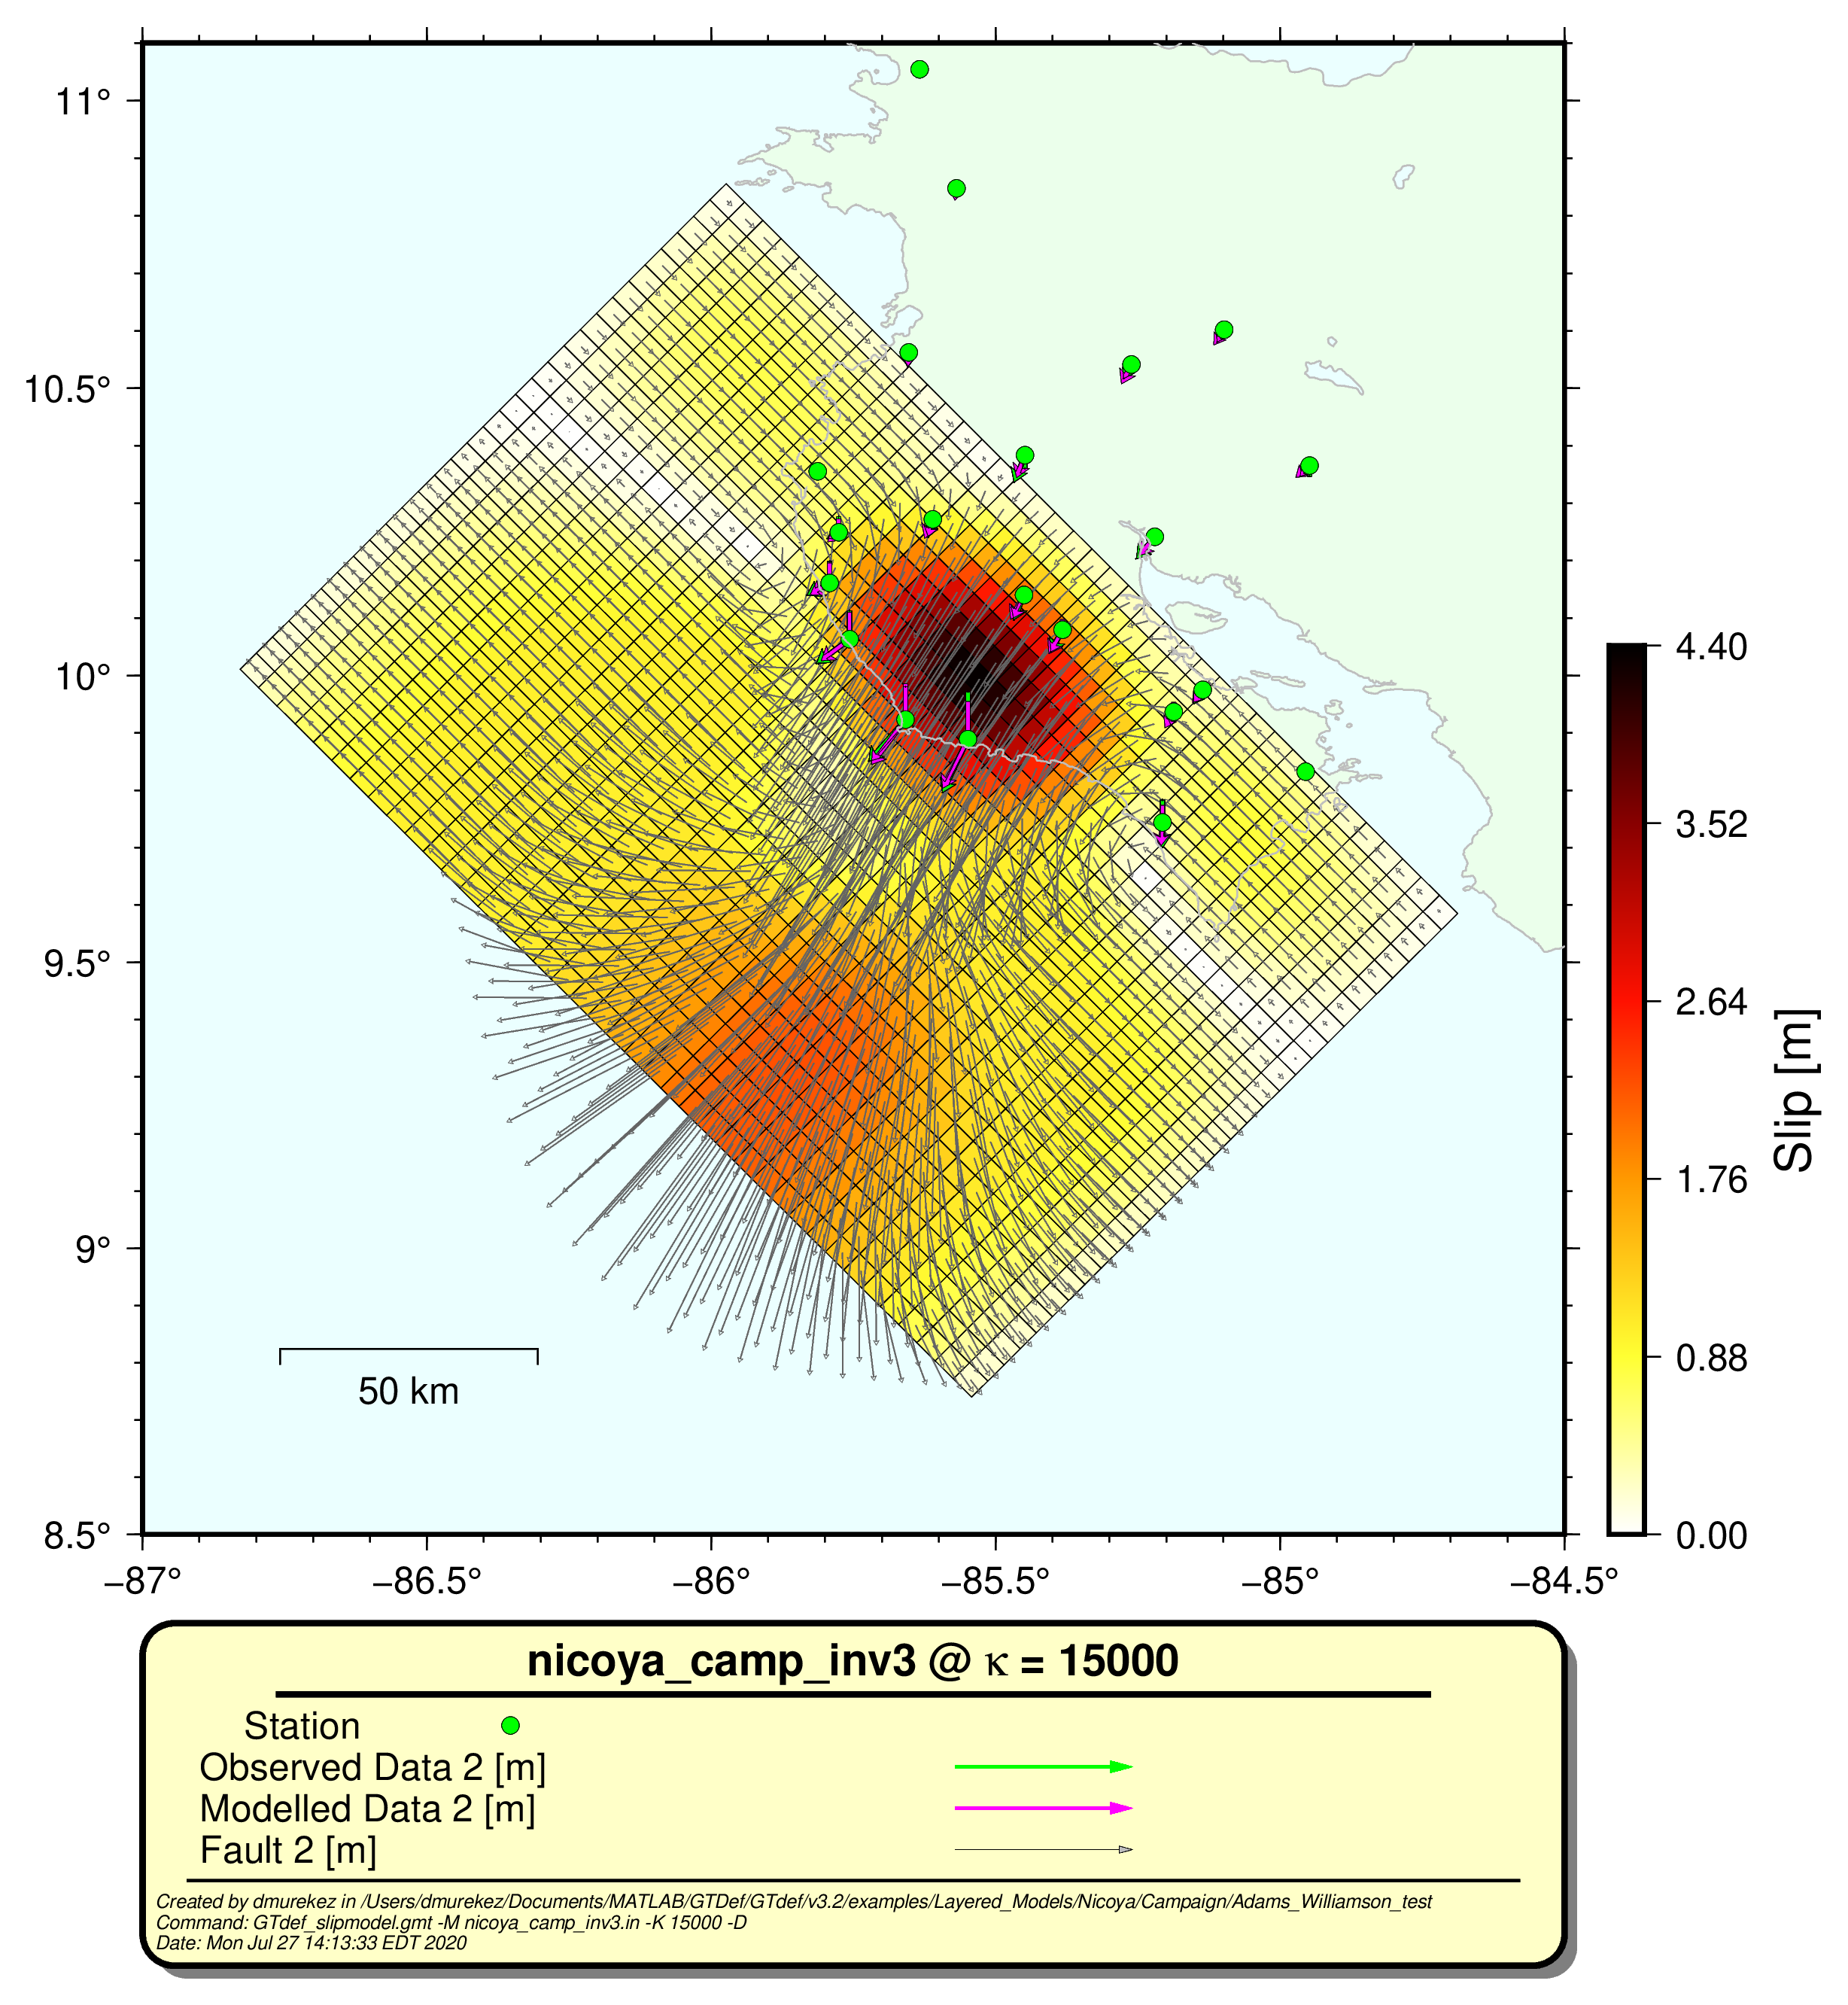 11°
10.5°
10°
9.5°
9°
8.5°
−87°
−86.5°
−86°
−85.5°
−85°
−84.5°
50 km
4.40
3.52
2.64
1.76
0.88
0.00
Slip [m]
nicoya_camp_inv3 @ κ = 15000
Station
Observed Data 2 [m]
Modelled Data 2 [m]
Fault 2 [m]
Created by dmurekez in /Users/dmurekez/Documents/MATLAB/GTDef/GTdef/v3.2/examples/Layered_Models/Nicoya/Campaign/Adams_Williamson_test
Command: GTdef_slipmodel.gmt -M nicoya_camp_inv3.in -K 15000 -D
Date: Mon Jul 27 14:13:33 EDT 2020